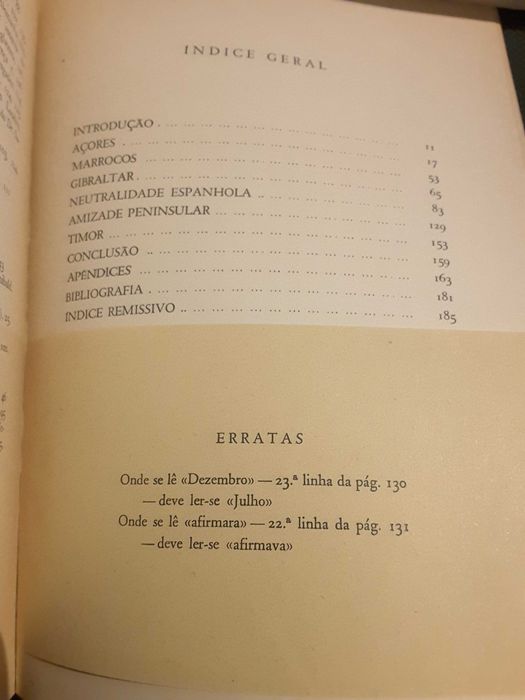 INDICE GERAL
INTRODUÇÃO ... 11
AÇORES ... 17
MARROCOS ... 53
GIBRALTAR ... 65
NEUTRALIDADE ESPANHOLA ... 83
AMIZADE PENINSULAR ... 129
TIMOR ... 153
CONCLUSÃO ... 159
APÊNDICES ... 163
BIBLIOGRAFIA ... 181
INDICE REMISSIVO ... 185
ERRATAS
Onde se lê «Dezembro» — 23.ª linha da pág. 130
— deve ler-se «Julho»
Onde se lê «afirmara» — 22.ª linha da pág. 131
— deve ler-se «afirmava»